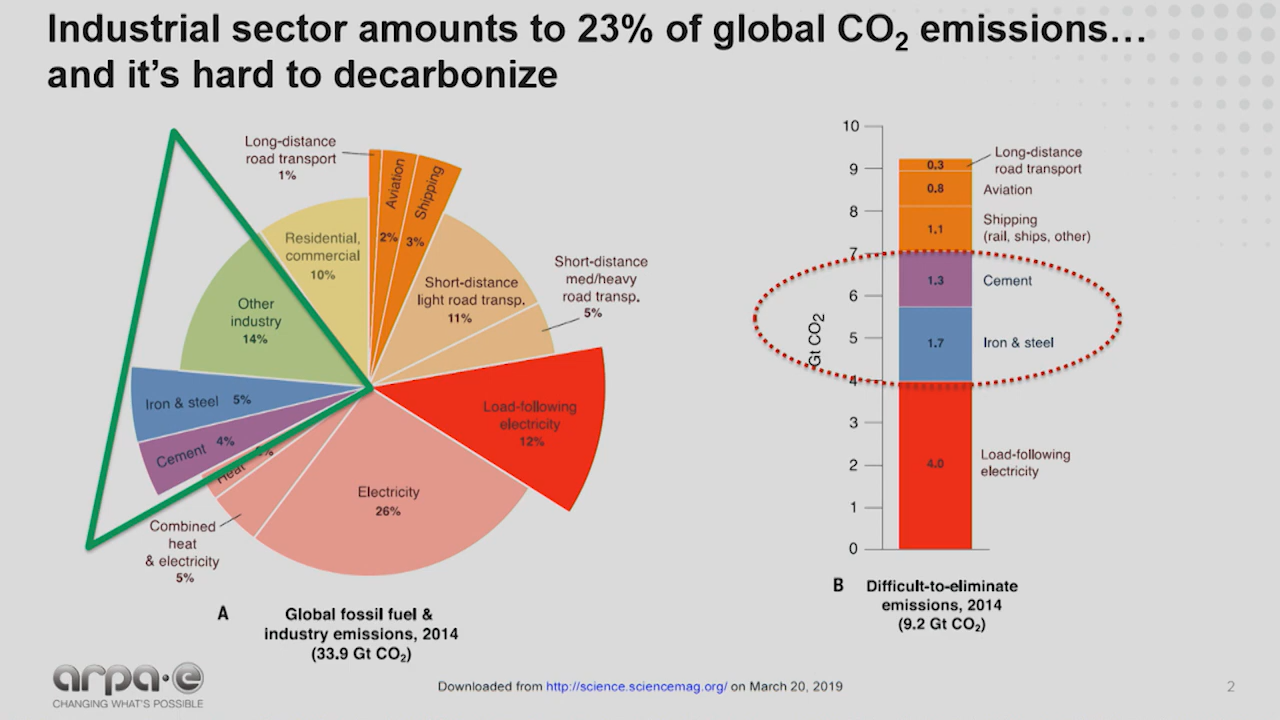 Industrial sector amounts to 23% of global CO₂ emissions…
and it's hard to decarbonize
Long-distance
road transport
1%
Aviation
2%
Shipping
3%
Residential,
commercial
10%
Short-distance
light road transp.
11%
Short-distance
med/heavy
road transp.
5%
Other
industry
14%
Iron & steel 5%
Cement 4%
Heat
Load-following
electricity
12%
Electricity
26%
Combined
heat
& electricity
5%
A
Global fossil fuel &
industry emissions, 2014
(33.9 Gt CO₂)
Gt CO₂
10
9
8
7
6
5
4
3
2
1
0
0.3
0.8
1.1
1.3
1.7
4.0
Long-distance
road transport
Aviation
Shipping
(rail, ships, other)
Cement
Iron & steel
Load-following
electricity
B
Difficult-to-eliminate
emissions, 2014
(9.2 Gt CO₂)
arpa·e
CHANGING WHAT'S POSSIBLE
Downloaded from http://science.sciencemag.org/ on March 20, 2019
2